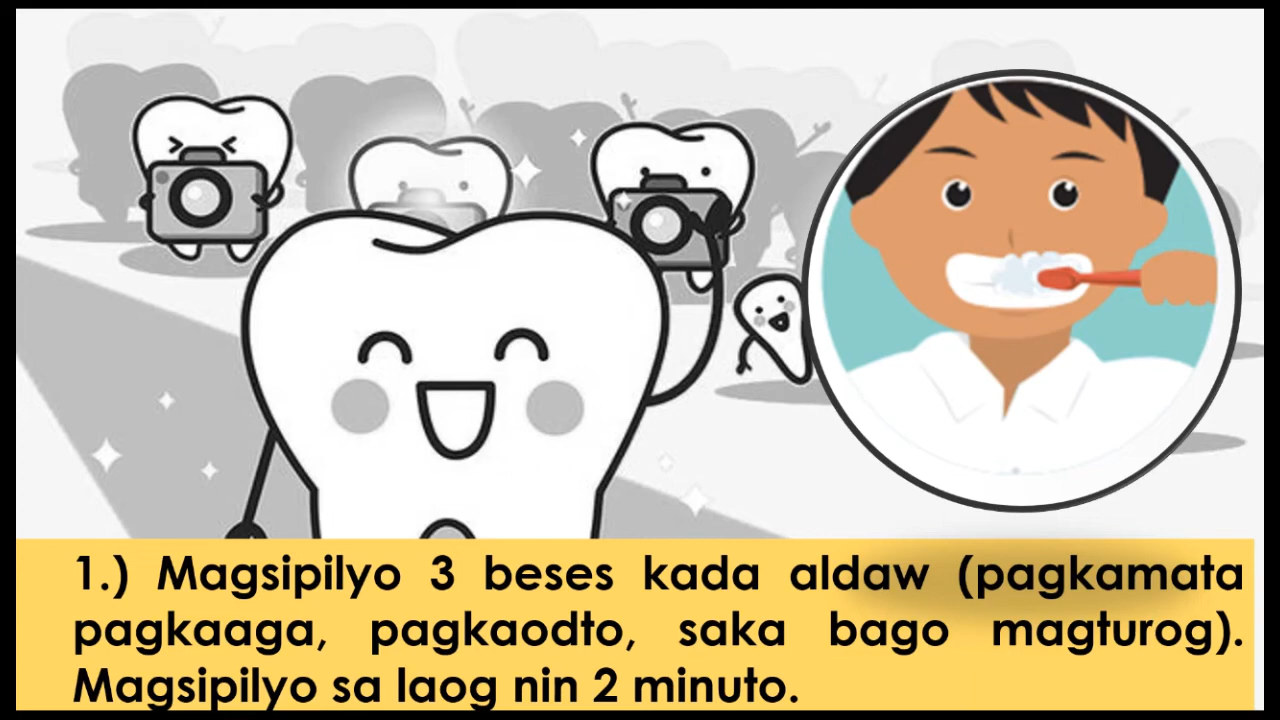 1.) Magsipilyo 3 beses kada aldaw (pagkamata
pagkaaga, pagkaodto, saka bago magturog).
Magsipilyo sa laog nin 2 minuto.